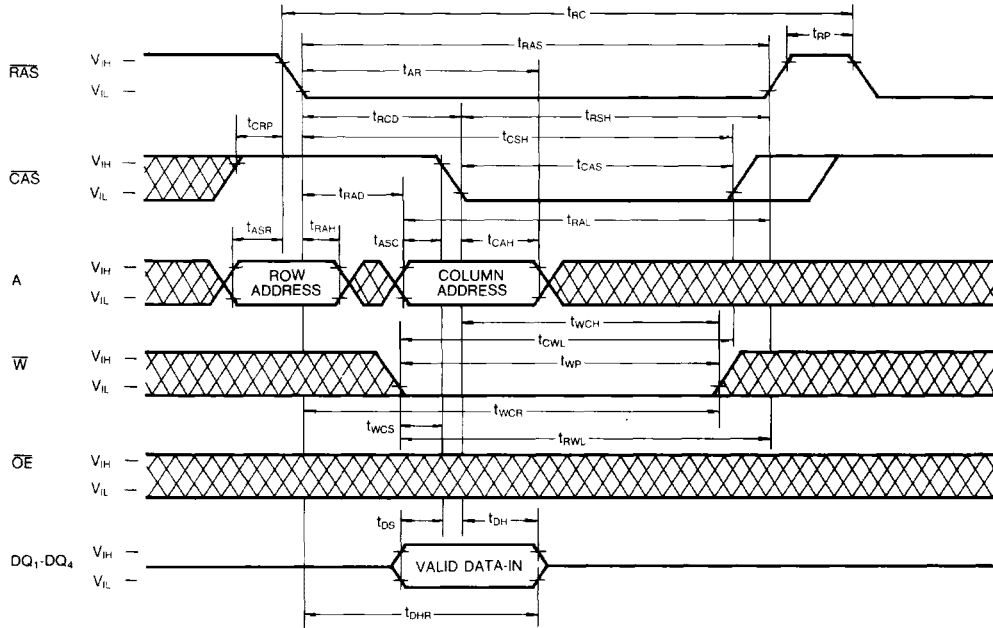 tRC
tRAS
tRP
RAS
VIH
VIL
tAR
tRCD
tRSH
tCRP
tCSH
CAS
VIH
VIL
tCAS
tRAD
tRAL
tASR
tRAH
tASC
tCAH
A
VIH
VIL
ROW
ADDRESS
COLUMN
ADDRESS
tWCH
tCWL
W
VIH
VIL
tWP
tWCR
tWCS
tRWL
OE
VIH
VIL
tDS
tDH
DQ1-DQ4
VIH
VIL
VALID DATA-IN
tDHR